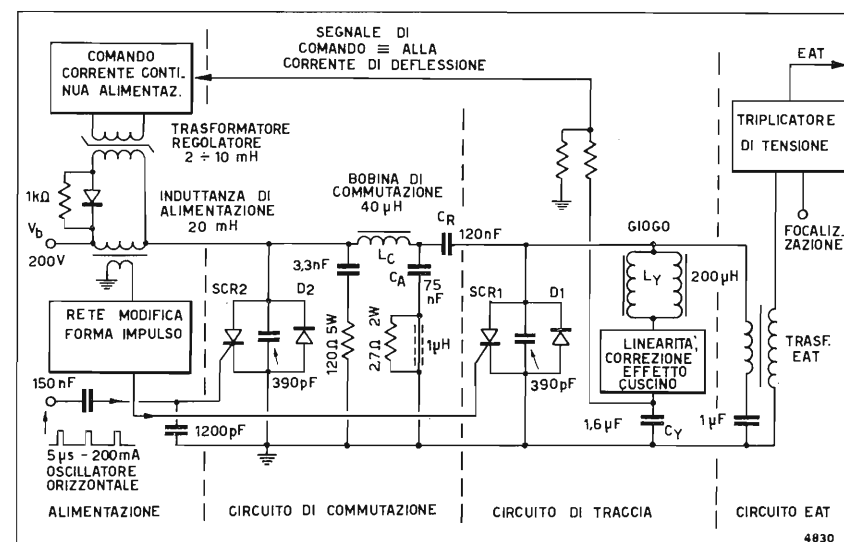 COMANDO
CORRENTE CONTI_
NUA ALIMENTAZ.
SEGNALE DI
COMANDO ≡ ALLA
CORRENTE DI DEFLESSIONE
EAT
TRIPLICATORE
DI TENSIONE
TRASFORMATORE
REGOLATORE
2 ÷ 10 mH
1kΩ
INDUTTANZA DI
ALIMENTAZIONE
20 mH
BOBINA DI
COMMUTAZIONE
40 µH
CR
120nF
GIOGO
FOCALIZ_
ZAZIONE
Vb
200V
3,3nF
LC
CA
75
nF
LY
200µH
SCR2
D2
SCR1
D1
RETE MODIFICA
FORMA IMPULSO
120Ω 5W
2,7Ω 2W
1µH
LINEARITÀ,
CORREZIONE
EFFETTO
CUSCINO
TRASF.
EAT
390pF
390pF
150nF
1200pF
1,6µF
CY
1µF
5µs - 200mA
OSCILLATORE
ORIZZONTALE
ALIMENTAZIONE
CIRCUITO DI COMMUTAZIONE
CIRCUITO DI TRACCIA
CIRCUITO EAT
4830